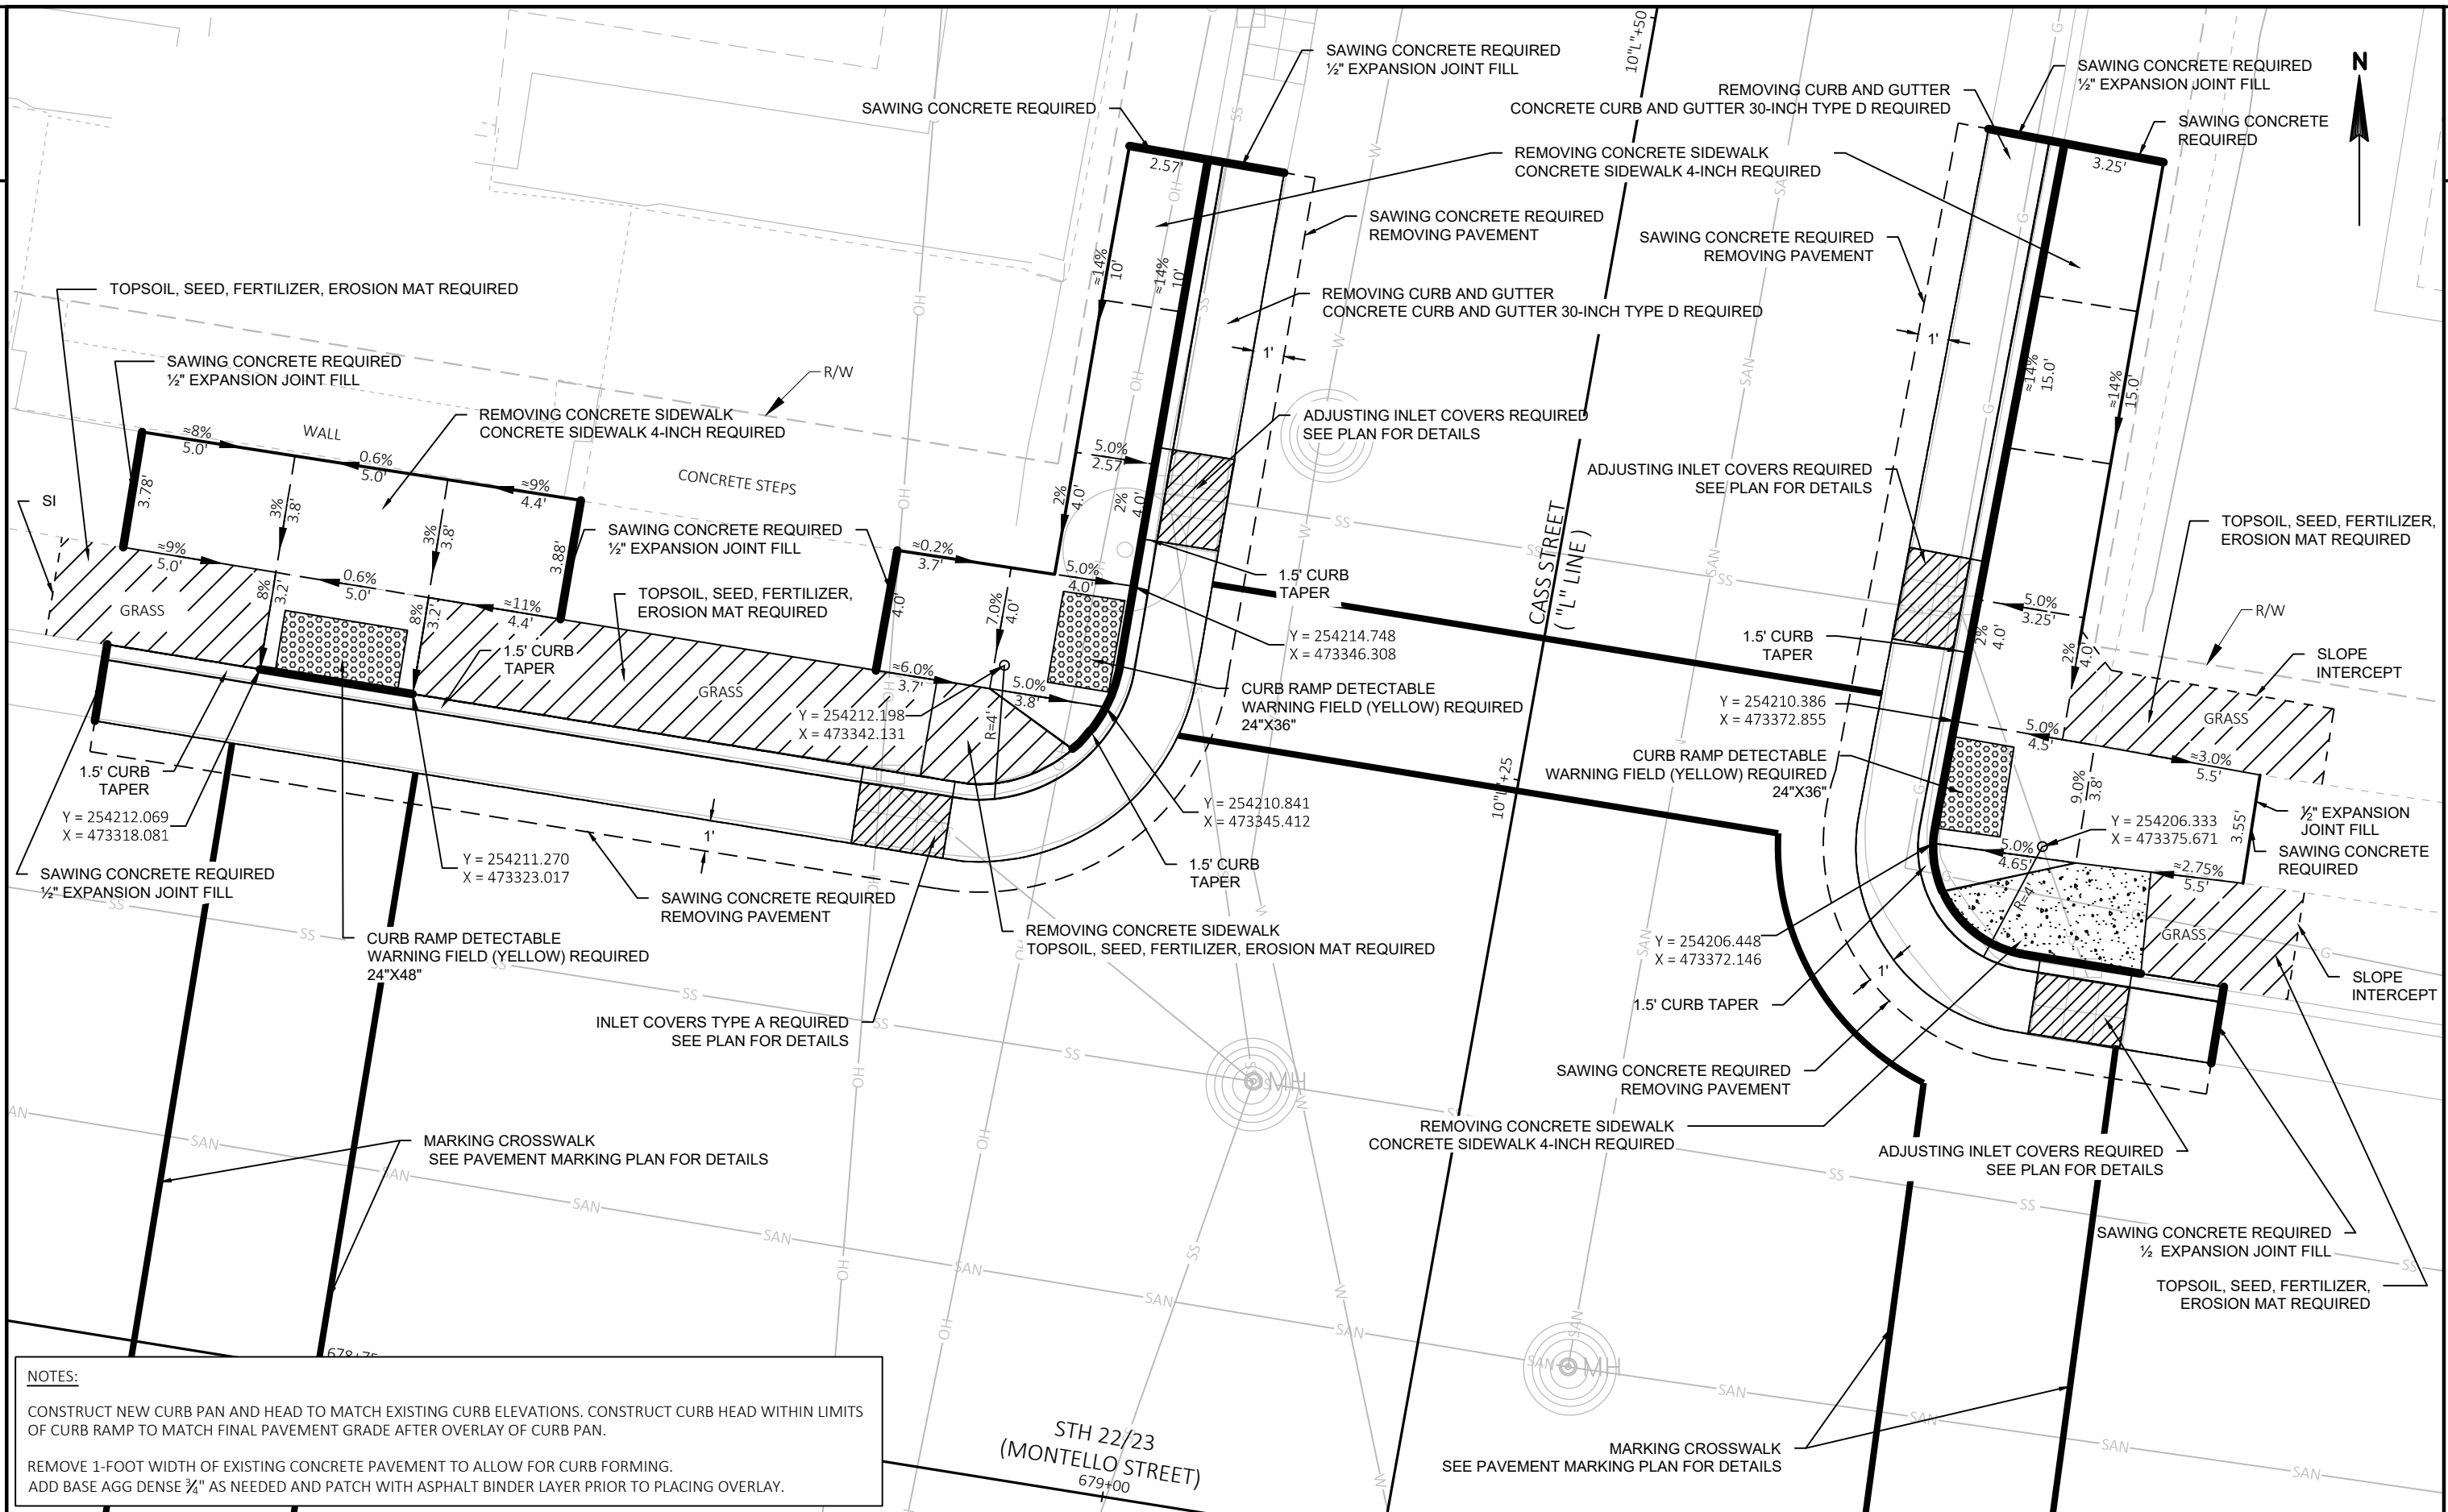 SAWING CONCRETE REQUIRED
½" EXPANSION JOINT FILL
SAWING CONCRETE REQUIRED
10"L"+50
REMOVING CURB AND GUTTER
CONCRETE CURB AND GUTTER 30-INCH TYPE D REQUIRED
SAWING CONCRETE REQUIRED
½" EXPANSION JOINT FILL
SAWING CONCRETE
REQUIRED
N
2.57'
3.25'
REMOVING CONCRETE SIDEWALK
CONCRETE SIDEWALK 4-INCH REQUIRED
SAWING CONCRETE REQUIRED
REMOVING PAVEMENT
SAWING CONCRETE REQUIRED
REMOVING PAVEMENT
≈14%
10'
≈14%
10'
TOPSOIL, SEED, FERTILIZER, EROSION MAT REQUIRED
REMOVING CURB AND GUTTER
CONCRETE CURB AND GUTTER 30-INCH TYPE D REQUIRED
1'
1'
≈14%
15.0'
≈14%
15.0'
SAWING CONCRETE REQUIRED
½" EXPANSION JOINT FILL
R/W
REMOVING CONCRETE SIDEWALK
CONCRETE SIDEWALK 4-INCH REQUIRED
ADJUSTING INLET COVERS REQUIRED
SEE PLAN FOR DETAILS
WALL
≈8%
5.0'
0.6%
5.0'
≈9%
4.4'
CONCRETE STEPS
5.0%
2.57'
ADJUSTING INLET COVERS REQUIRED
SEE PLAN FOR DETAILS
SI
3.78'
3%
3.8'
3%
3.8'
3.88'
SAWING CONCRETE REQUIRED
½" EXPANSION JOINT FILL
2%
4.0'
2%
4.0'
CASS STREET
( "L" LINE )
TOPSOIL, SEED, FERTILIZER,
EROSION MAT REQUIRED
≈9%
5.0'
0.6%
5.0'
≈11%
4.4'
≈0.2%
3.7'
5.0%
4.0'
1.5' CURB
TAPER
GRASS
8%
3.2'
8%
3.2'
TOPSOIL, SEED, FERTILIZER,
EROSION MAT REQUIRED
4.0'
7.0%
4.0'
5.0%
3.25'
2%
4.0'
2%
4.0'
R/W
Y = 254214.748
X = 473346.308
1.5' CURB
TAPER
1.5' CURB
TAPER
SLOPE
INTERCEPT
GRASS
≈6.0%
3.7'
5.0%
3.8'
CURB RAMP DETECTABLE
WARNING FIELD (YELLOW) REQUIRED
24"X36"
Y = 254210.386
X = 473372.855
GRASS
Y = 254212.198
X = 473342.131
R=4'
5.0%
4.5'
≈3.0%
5.5'
CURB RAMP DETECTABLE
WARNING FIELD (YELLOW) REQUIRED
24"X36"
1.5' CURB
TAPER
Y = 254212.069
X = 473318.081
10"L"+25
9.0%
3.8'
3.55'
½" EXPANSION
JOINT FILL
SAWING CONCRETE
REQUIRED
Y = 254210.841
X = 473345.412
Y = 254206.333
X = 473375.671
1'
Y = 254211.270
X = 473323.017
1.5' CURB
TAPER
5.0%
4.65'
≈2.75%
5.5'
SAWING CONCRETE REQUIRED
½" EXPANSION JOINT FILL
SAWING CONCRETE REQUIRED
REMOVING PAVEMENT
R=4'
GRASS
CURB RAMP DETECTABLE
WARNING FIELD (YELLOW) REQUIRED
24"X48"
REMOVING CONCRETE SIDEWALK
TOPSOIL, SEED, FERTILIZER, EROSION MAT REQUIRED
Y = 254206.448
X = 473372.146
1'
SLOPE
INTERCEPT
1.5' CURB TAPER
INLET COVERS TYPE A REQUIRED
SEE PLAN FOR DETAILS
SAWING CONCRETE REQUIRED
REMOVING PAVEMENT
MH
REMOVING CONCRETE SIDEWALK
CONCRETE SIDEWALK 4-INCH REQUIRED
MARKING CROSSWALK
SEE PAVEMENT MARKING PLAN FOR DETAILS
ADJUSTING INLET COVERS REQUIRED
SEE PLAN FOR DETAILS
SAWING CONCRETE REQUIRED
½ EXPANSION JOINT FILL
TOPSOIL, SEED, FERTILIZER,
EROSION MAT REQUIRED
MH
678+75
NOTES:
CONSTRUCT NEW CURB PAN AND HEAD TO MATCH EXISTING CURB ELEVATIONS. CONSTRUCT CURB HEAD WITHIN LIMITS
OF CURB RAMP TO MATCH FINAL PAVEMENT GRADE AFTER OVERLAY OF CURB PAN.
REMOVE 1-FOOT WIDTH OF EXISTING CONCRETE PAVEMENT TO ALLOW FOR CURB FORMING.
ADD BASE AGG DENSE ¾" AS NEEDED AND PATCH WITH ASPHALT BINDER LAYER PRIOR TO PLACING OVERLAY.
STH 22/23
(MONTELLO STREET)
679+00
MARKING CROSSWALK
SEE PAVEMENT MARKING PLAN FOR DETAILS